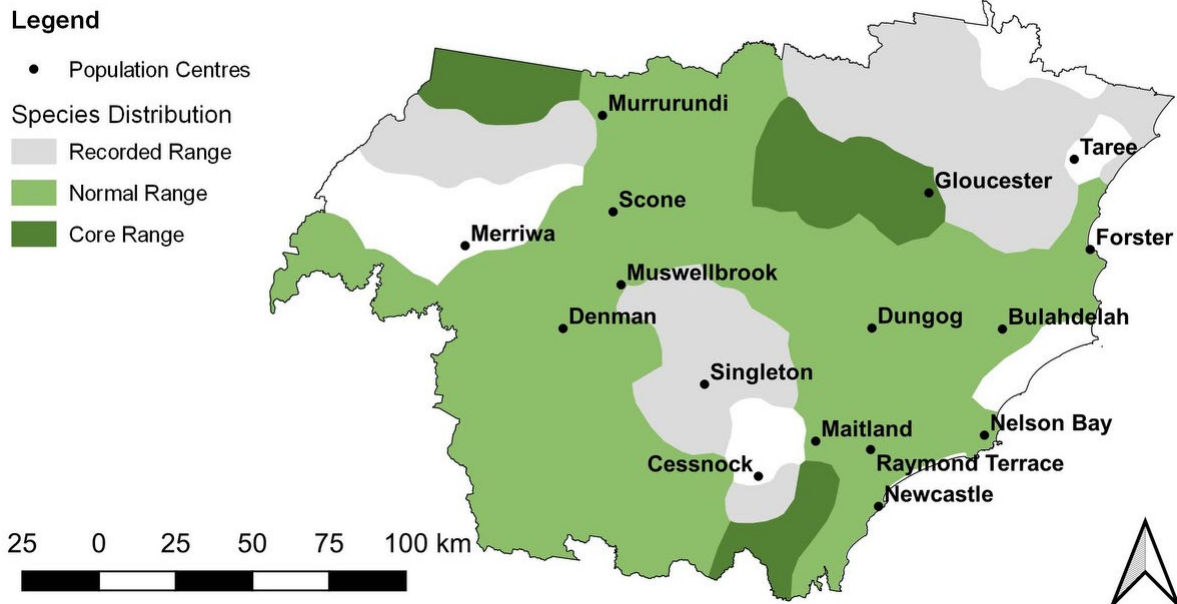 Legend
Population Centres
Species Distribution
Recorded Range
Normal Range
Core Range
Murrurundi
Taree
Gloucester
Scone
Merriwa
Forster
Muswellbrook
Denman
Dungog
Bulahdelah
Singleton
Maitland
Nelson Bay
Cessnock
Raymond Terrace
Newcastle
25 0 25 50 75 100 km